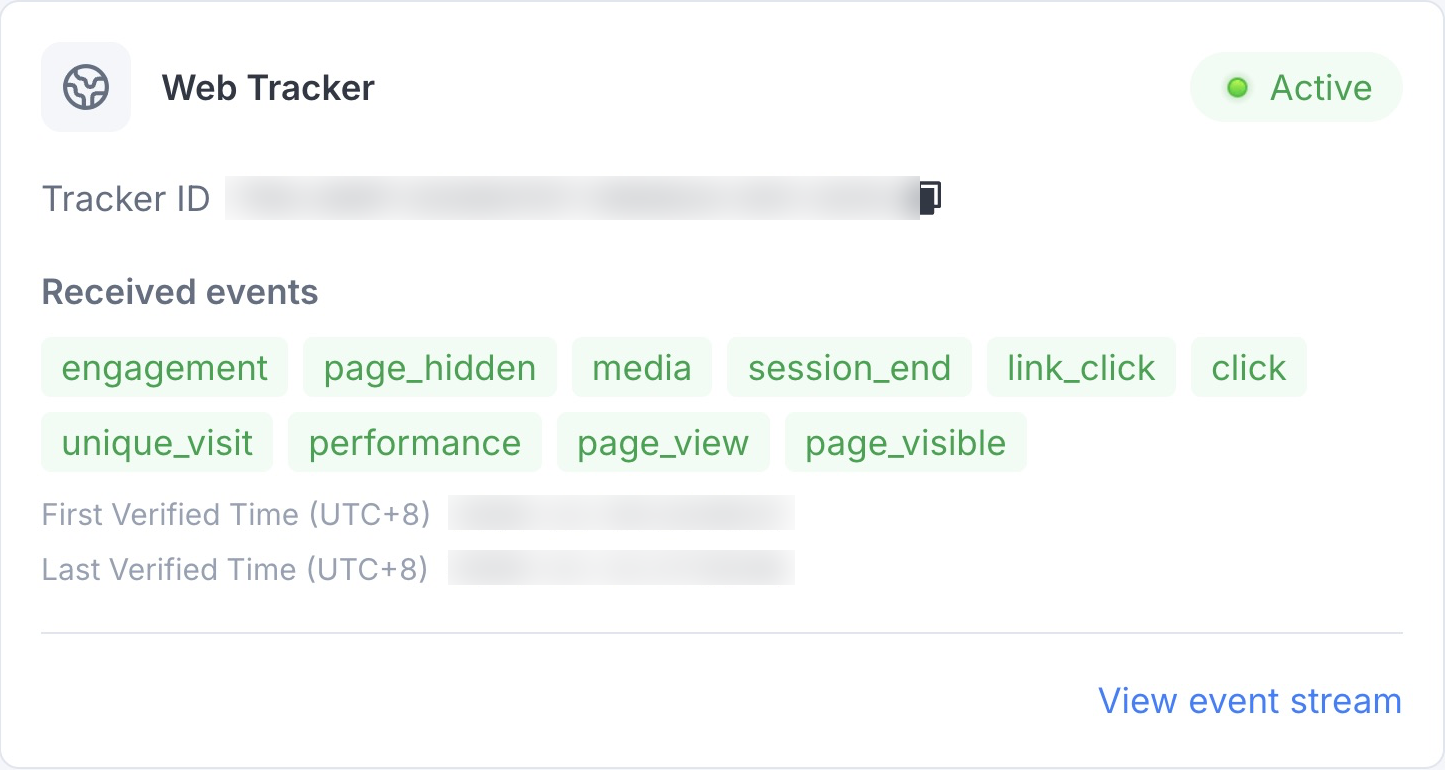 Web Tracker
Active
Tracker ID
Received events
engagement page_hidden media session_end link_click click
unique_visit performance page_view page_visible
First Verified Time (UTC+8)
Last Verified Time (UTC+8)
View event stream